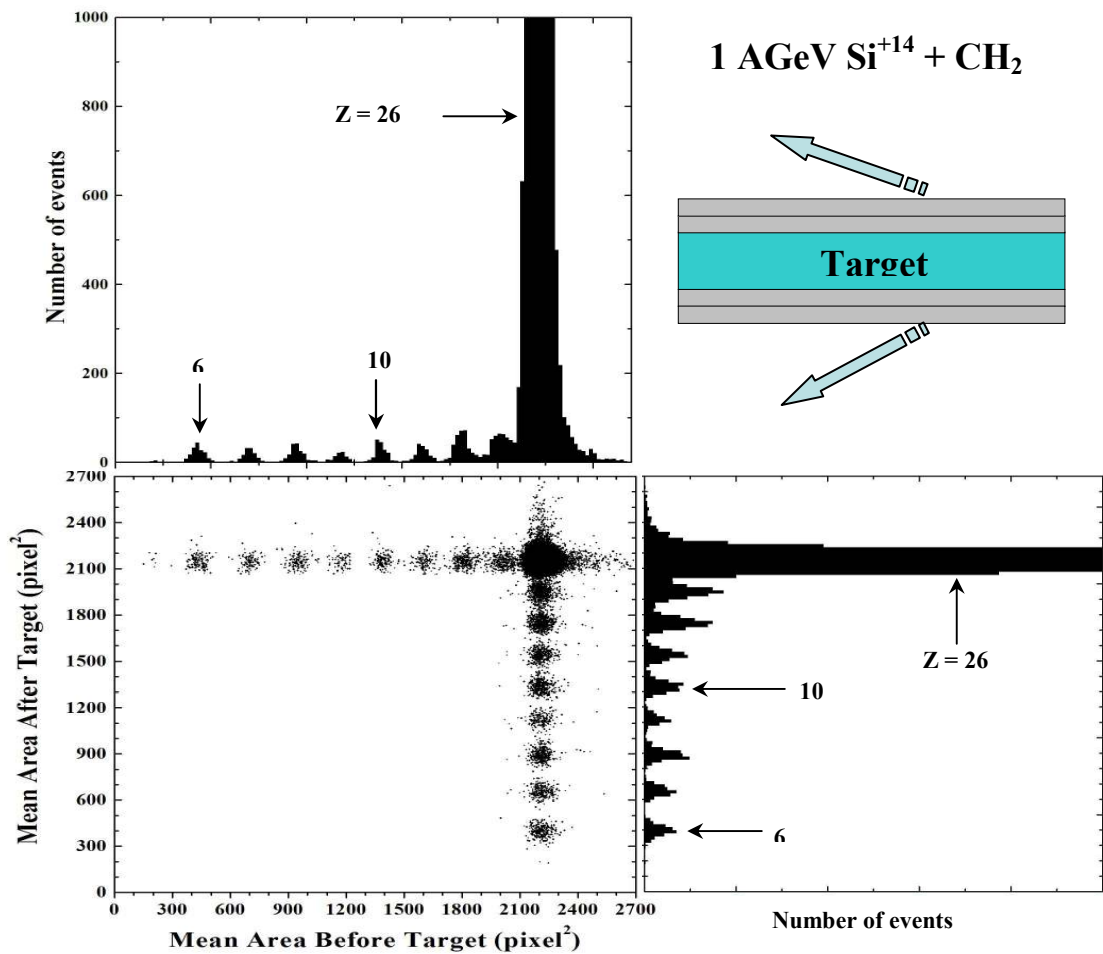 1000
800
600
400
200
0
Number of events
Z = 26
6
10
1 AGeV Si+14 + CH2
Target
2700
2400
2100
1800
1500
1200
900
600
300
0
Mean Area After Target (pixel2)
0 300 600 900 1200 1500 1800 2100 2400 2700
Mean Area Before Target (pixel2)
Z = 26
10
6
Number of events